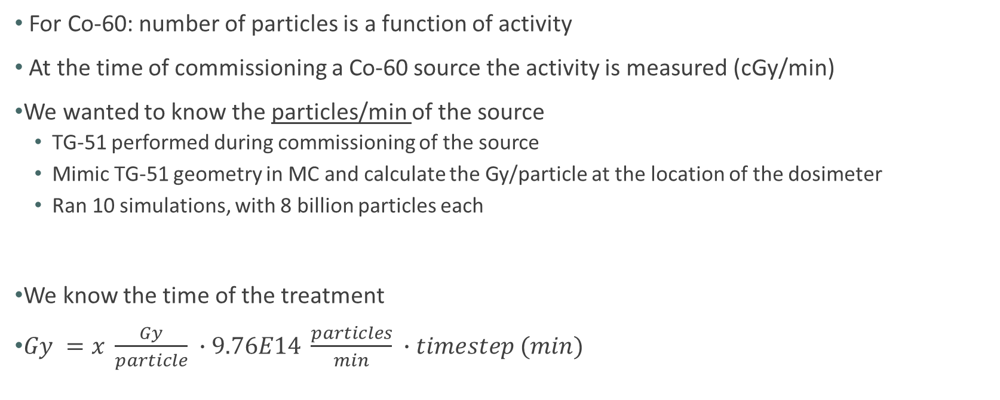 • For Co-60: number of particles is a function of activity
• At the time of commissioning a Co-60 source the activity is measured (cGy/min)
•We wanted to know the particles/min of the source
• TG-51 performed during commissioning of the source
• Mimic TG-51 geometry in MC and calculate the Gy/particle at the location of the dosimeter
• Ran 10 simulations, with 8 billion particles each
•We know the time of the treatment
•Gy = x Gy/particle · 9.76E14 particles/min · timestep (min)